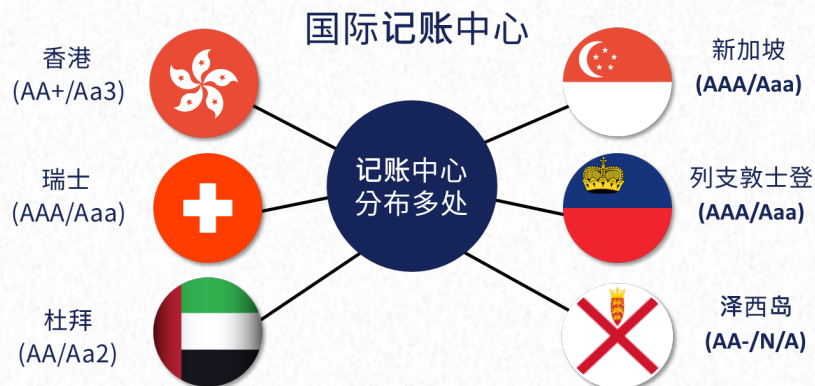 国际记账中心
香港
(AA+/Aa3)
瑞士
(AAA/Aaa)
杜拜
(AA/Aa2)
记账中心
分布多处
新加坡
(AAA/Aaa)
列支敦士登
(AAA/Aaa)
泽西岛
(AA-/N/A)